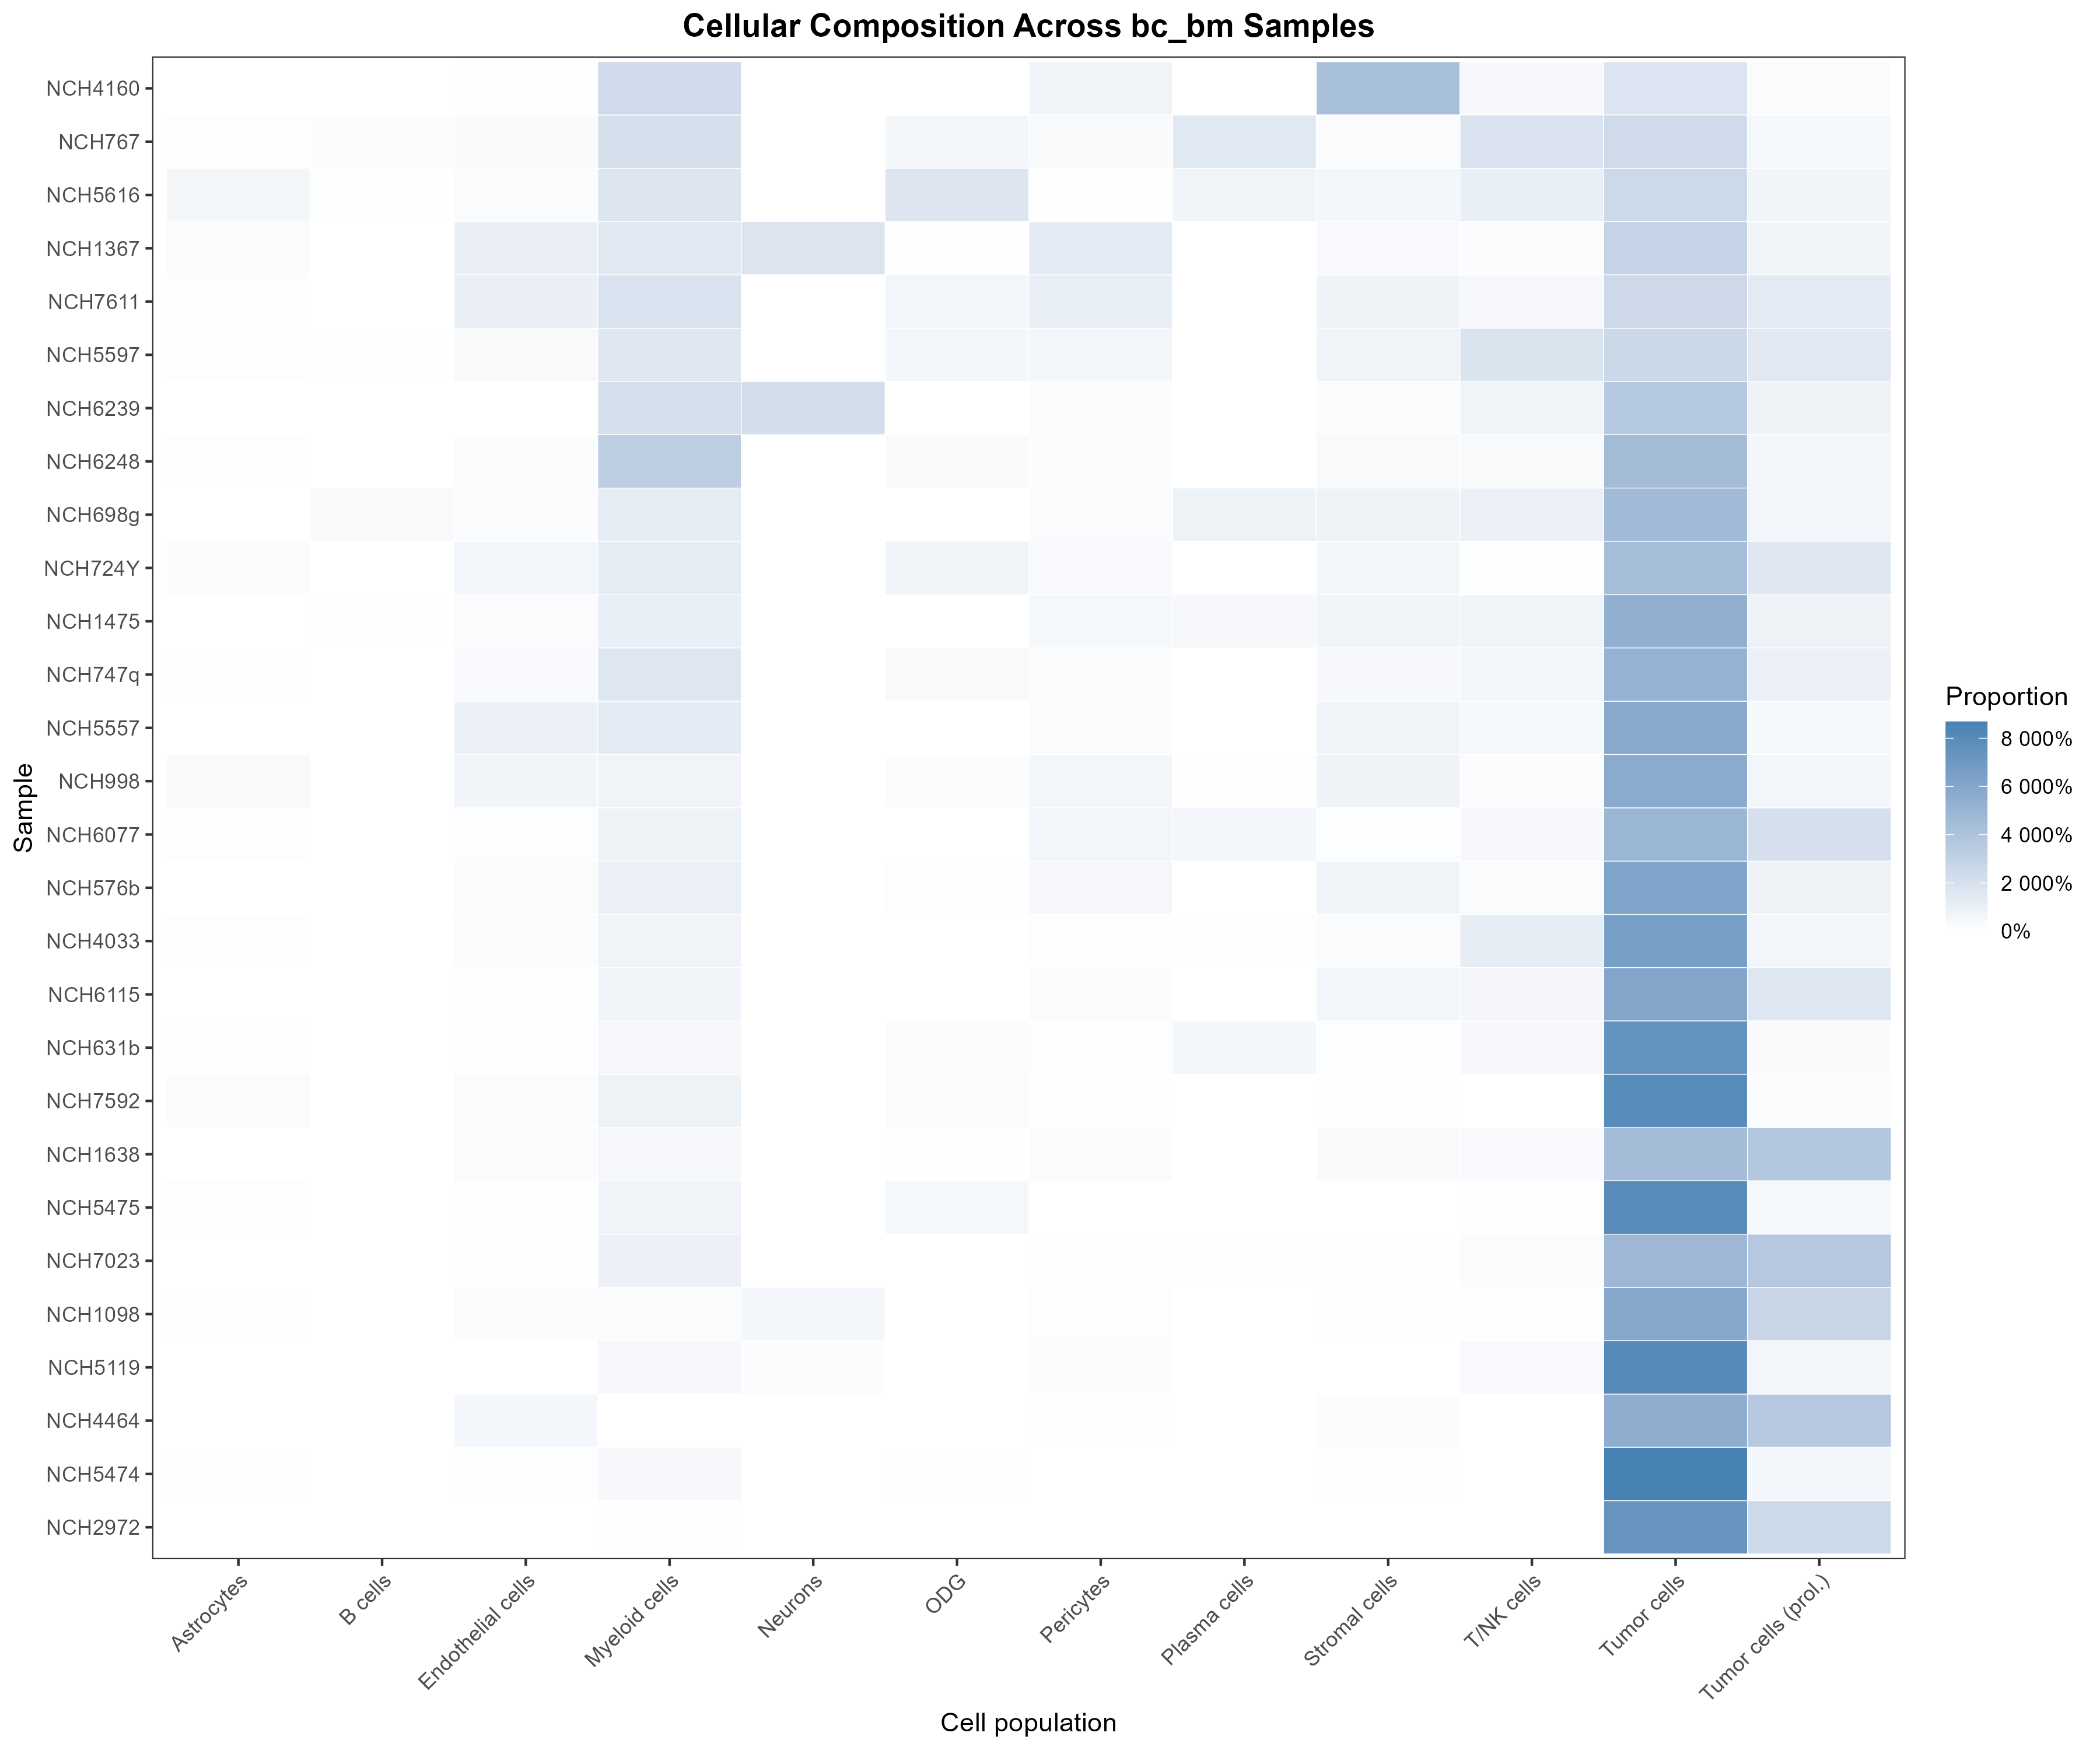 Cellular Composition Across bc_bm Samples
Sample
NCH4160
NCH767
NCH5616
NCH1367
NCH7611
NCH5597
NCH6239
NCH6248
NCH698g
NCH724Y
NCH1475
NCH747q
NCH5557
NCH998
NCH6077
NCH576b
NCH4033
NCH6115
NCH631b
NCH7592
NCH1638
NCH5475
NCH7023
NCH1098
NCH5119
NCH4464
NCH5474
NCH2972
Astrocytes
B cells
Endothelial cells
Myeloid cells
Neurons
ODG
Pericytes
Plasma cells
Stromal cells
T/NK cells
Tumor cells
Tumor cells (prol.)
Cell population
Proportion
8 000%
6 000%
4 000%
2 000%
0%